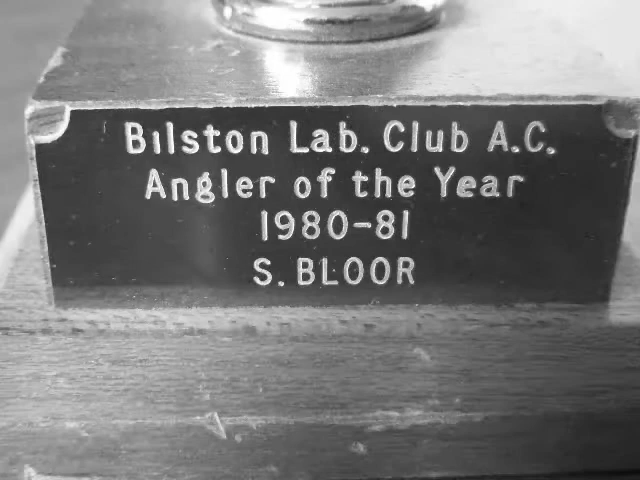 Bilston Lab. Club A.C.
Angler of the Year
1980-81
S. BLOOR